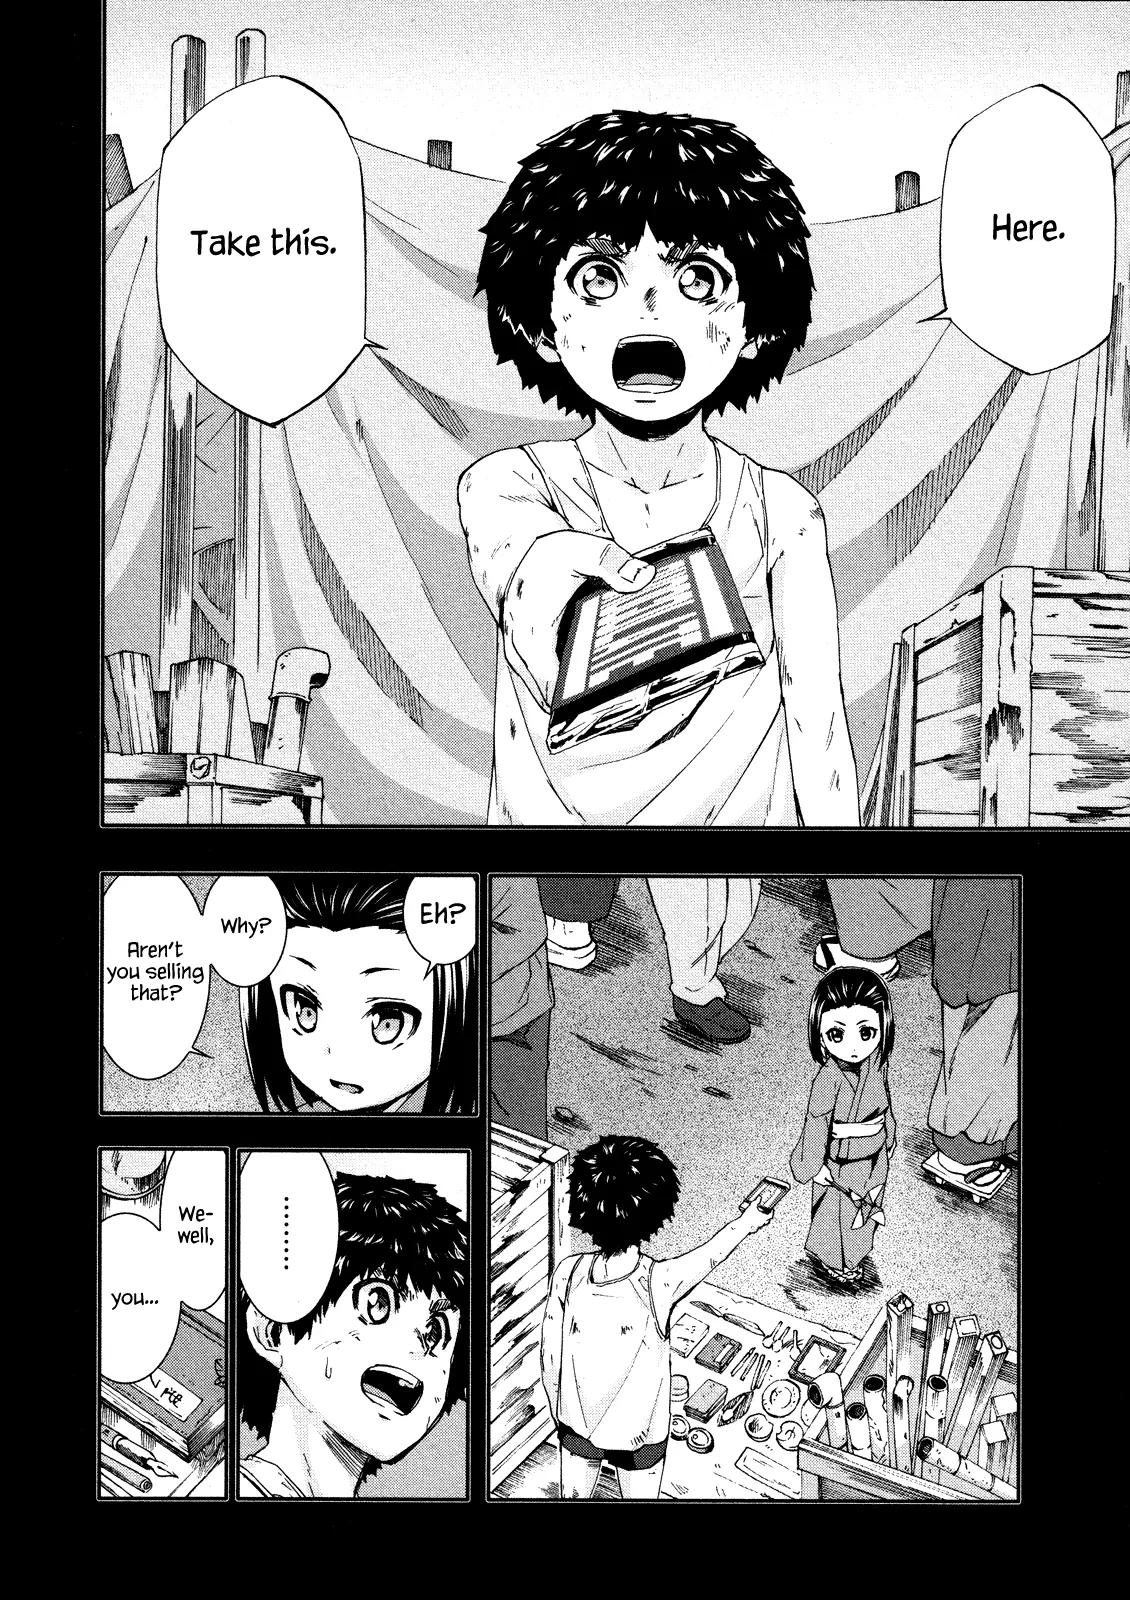 Here.
Take this.
Eh?
Why?
Aren't
you selling
that?
.........
We-
well,
you...